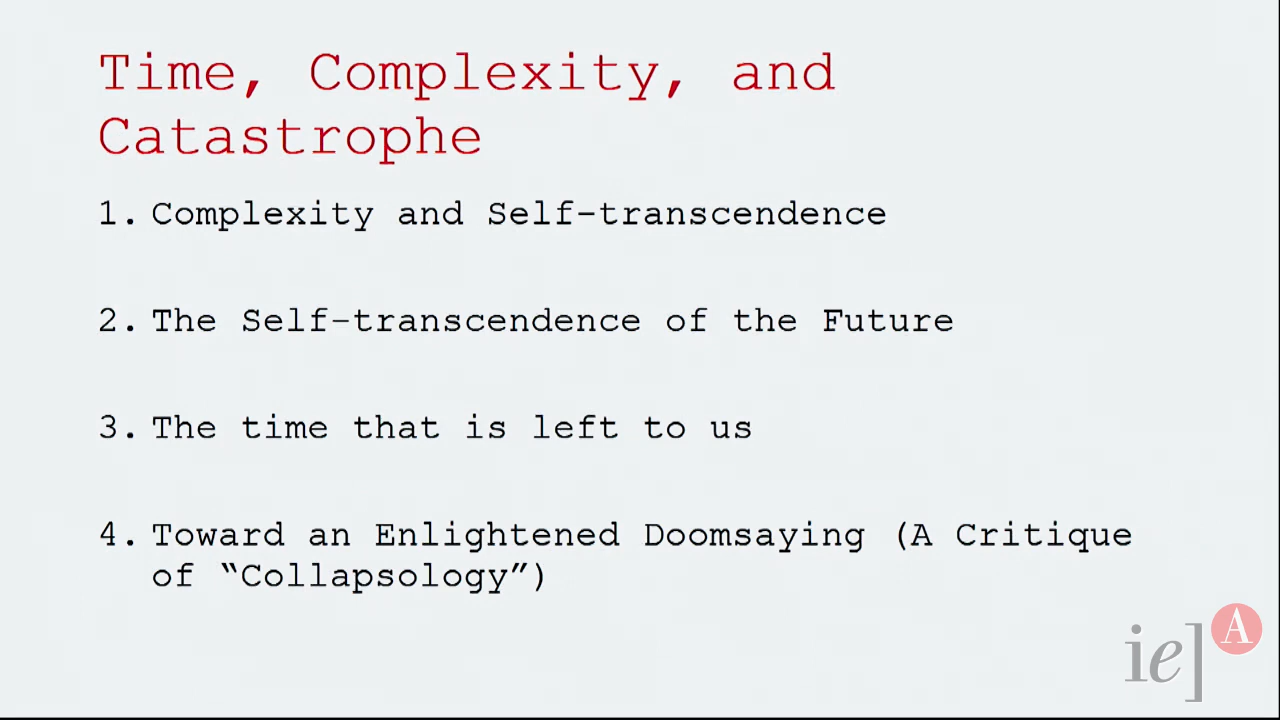 Time, Complexity, and
Catastrophe
1. Complexity and Self-transcendence
2. The Self-transcendence of the Future
3. The time that is left to us
4. Toward an Enlightened Doomsaying (A Critique
of “Collapsology”)
ie] A